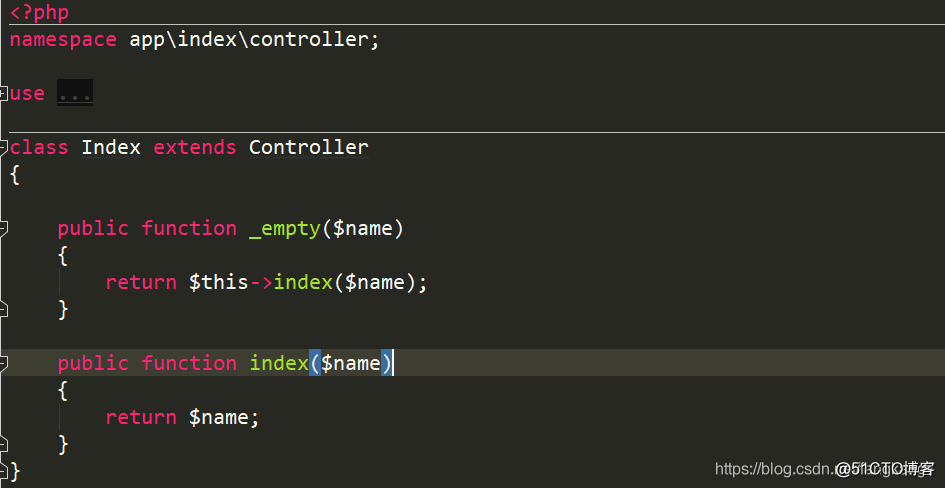 <?php
namespace app\index\controller;
use ...
class Index extends Controller
{
public function _empty($name)
{
return $this->index($name);
}
public function index($name)
{
return $name;
}
}
https://blog.csdn.n
@51CTO博客